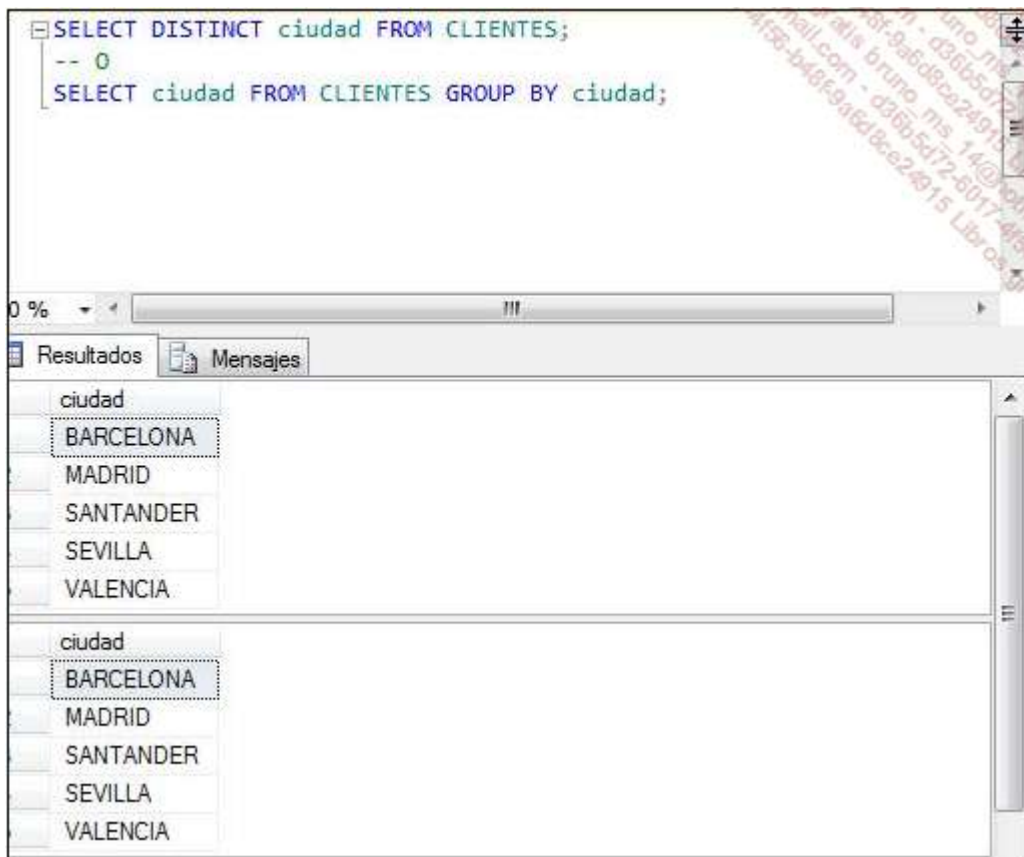 SELECT DISTINCT ciudad FROM CLIENTES;
-- O
SELECT ciudad FROM CLIENTES GROUP BY ciudad;
0 %
Resultados Mensajes
ciudad
BARCELONA
MADRID
SANTANDER
SEVILLA
VALENCIA
ciudad
BARCELONA
MADRID
SANTANDER
SEVILLA
VALENCIA